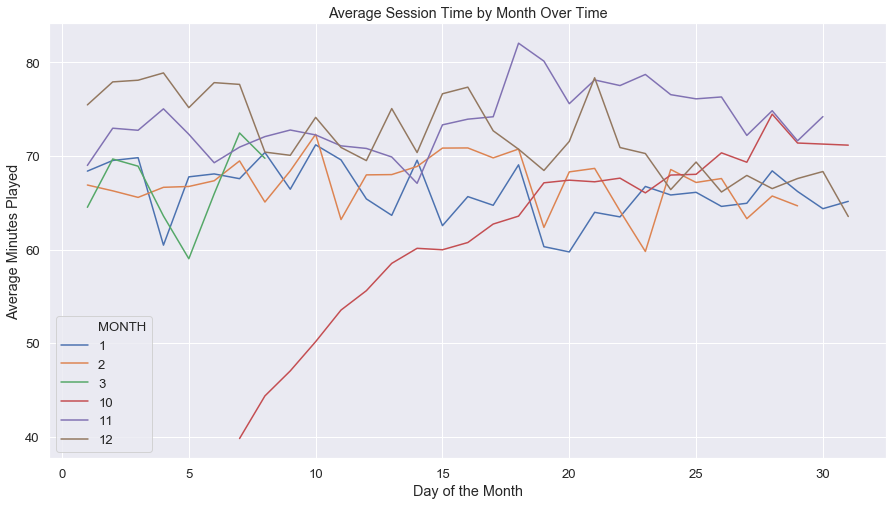 Average Session Time by Month Over Time
Average Minutes Played
80
70
60
50
40
MONTH
1
2
3
10
11
12
0 5 10 15 20 25 30
Day of the Month